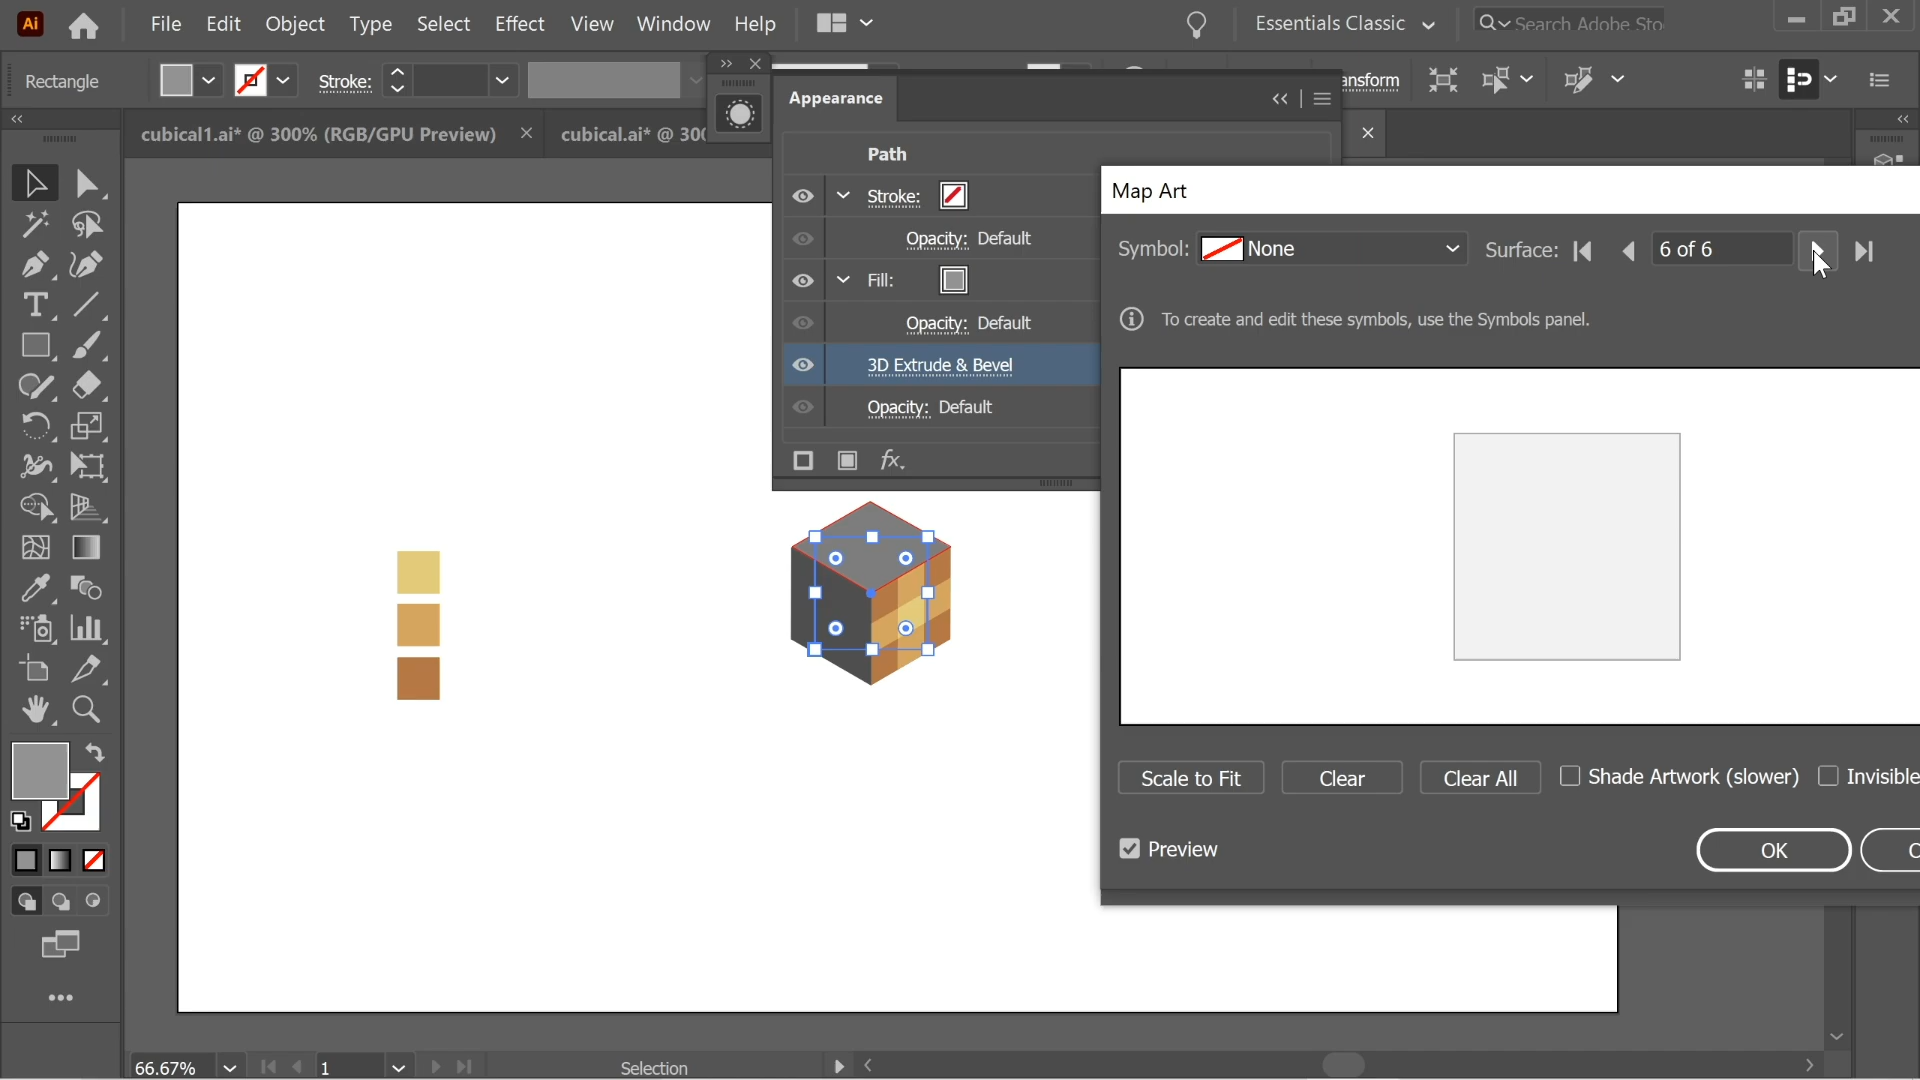 Ai File Edit Object Type Select Effect View Window Help Essentials Classic Search Adobe Sto
Rectangle Stroke: ansform
cubical1.ai* @ 300% (RGB/GPU Preview) cubical.ai* @ 300
Appearance
Path
Stroke:
Opacity: Default
Fill:
Opacity: Default
3D Extrude & Bevel
Opacity: Default
fx
Map Art
Symbol: None Surface: 6 of 6
To create and edit these symbols, use the Symbols panel.
Scale to Fit Clear Clear All Shade Artwork (slower) Invisible
Preview OK C
66.67% 1 Selection